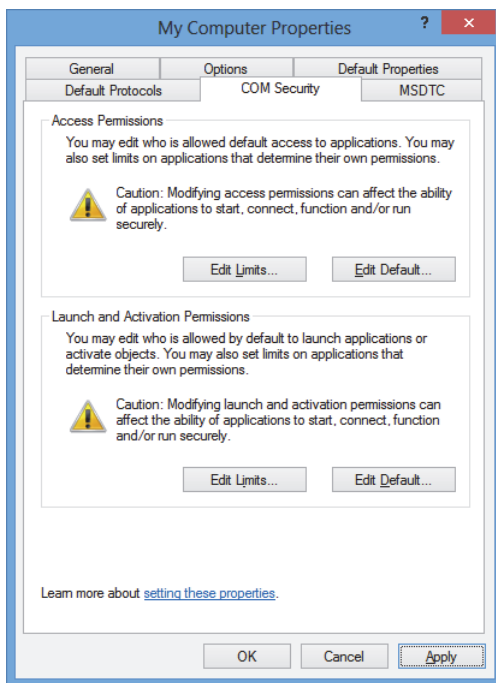 My Computer Properties ?
General Options Default Properties
Default Protocols COM Security MSDTC
Access Permissions
You may edit who is allowed default access to applications. You may
also set limits on applications that determine their own permissions.
Caution: Modifying access permissions can affect the ability
of applications to start, connect, function and/or run
securely.
Edit Limits... Edit Default...
Launch and Activation Permissions
You may edit who is allowed by default to launch applications or
activate objects. You may also set limits on applications that
determine their own permissions.
Caution: Modifying launch and activation permissions can
affect the ability of applications to start, connect, function
and/or run securely.
Edit Limits... Edit Default...
Learn more about setting these properties.
OK Cancel Apply